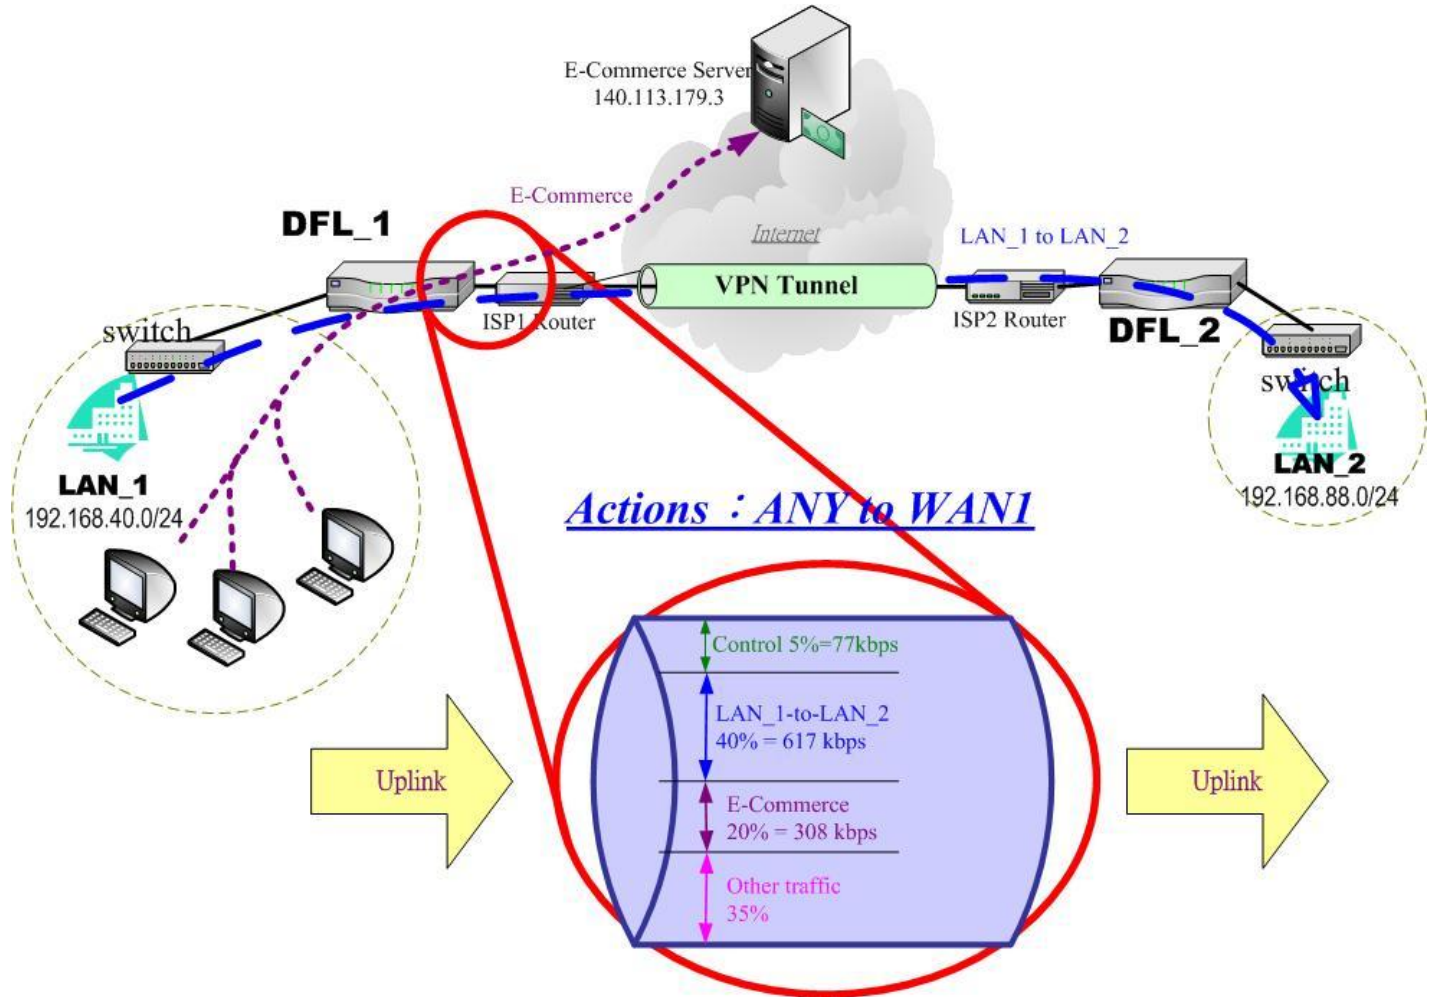 E-Commerce Server
140.113.179.3
E-Commerce
DFL_1
Internet
LAN_1 to LAN_2
VPN Tunnel
ISP1 Router
ISP2 Router
DFL_2
switch
switch
LAN_1
192.168.40.0/24
LAN_2
192.168.88.0/24
Actions：ANY to WAN1
Control 5%=77kbps
LAN_1-to-LAN_2
40% = 617 kbps
Uplink
Uplink
E-Commerce
20% = 308 kbps
Other traffic
35%